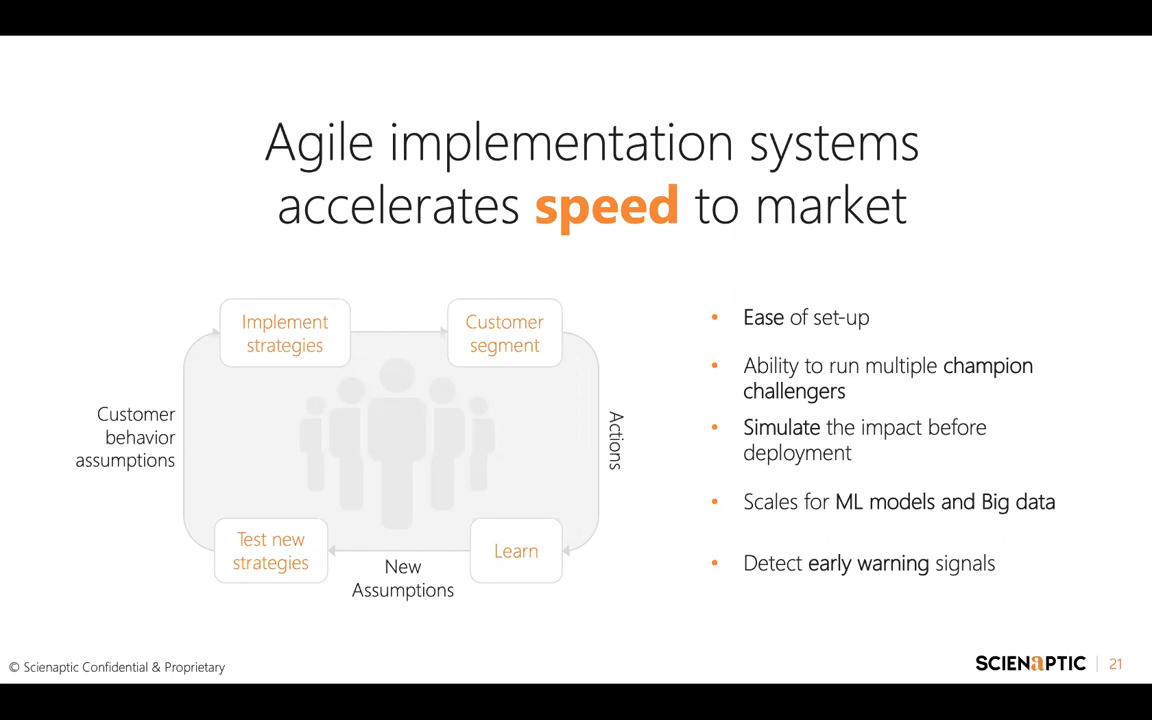 Agile implementation systems
accelerates speed to market
Implement
strategies
Customer
segment
Customer
behavior
assumptions
Actions
Test new
strategies
Learn
New
Assumptions
• Ease of set-up
• Ability to run multiple champion
challengers
• Simulate the impact before
deployment
• Scales for ML models and Big data
• Detect early warning signals
© Scienaptic Confidential & Proprietary
SCIENaPTIC | 21